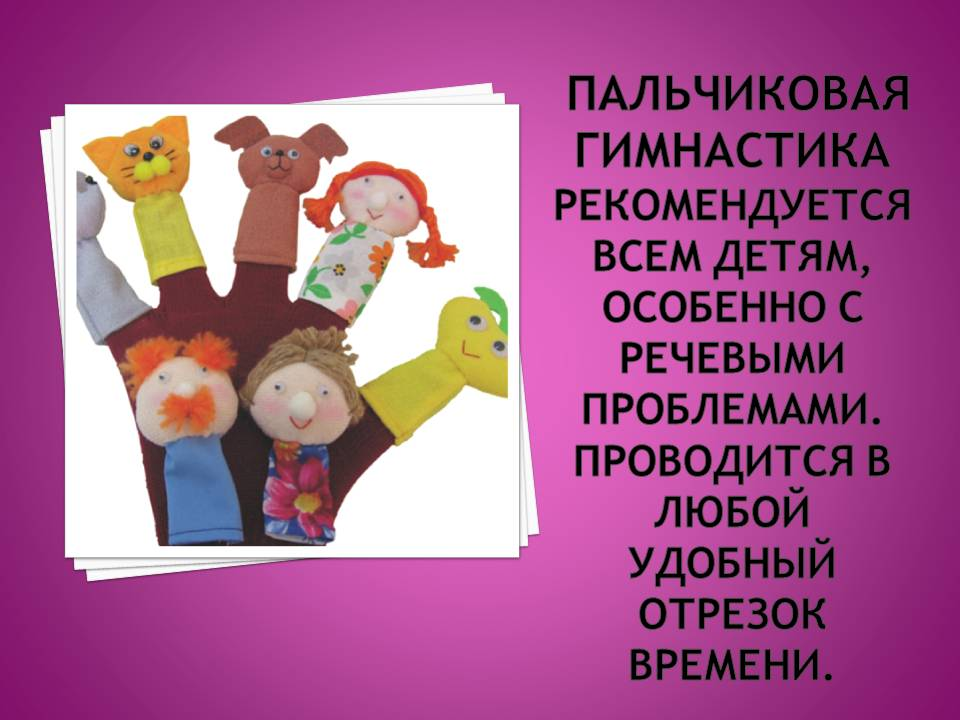 ПАЛЬЧИКОВАЯ
ГИМНАСТИКА
РЕКОМЕНДУЕТСЯ
ВСЕМ ДЕТЯМ,
ОСОБЕННО С
РЕЧЕВЫМИ
ПРОБЛЕМАМИ.
ПРОВОДИТСЯ В
ЛЮБОЙ
УДОБНЫЙ
ОТРЕЗОК
ВРЕМЕНИ.